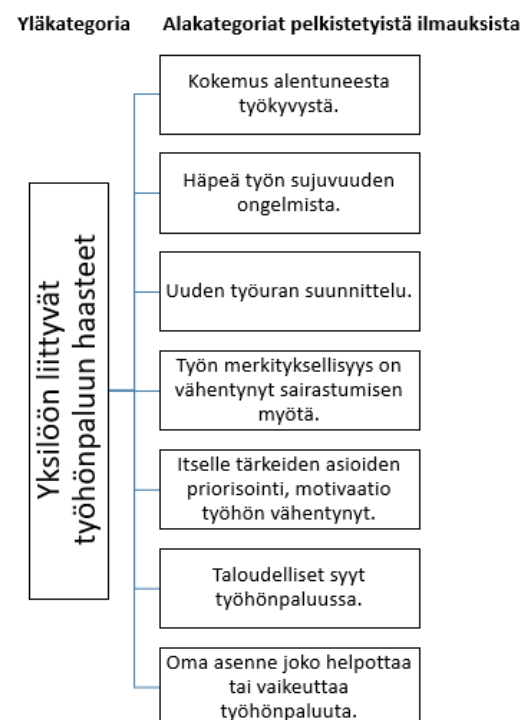 Yläkategoria
Alakategoriat pelkistetyistä ilmauksista
Yksilöön liittyvät
työhönpaluun haasteet
Kokemus alentuneesta
työkyvystä.
Häpeä työn sujuvuuden
ongelmista.
Uuden työuran suunnittelu.
Työn merkityksellisyys on
vähentynyt sairastumisen
myötä.
Itselle tärkeiden asioiden
priorisointi, motivaatio
työhön vähentynyt.
Taloudelliset syyt
työhönpaluussa.
Oma asenne joko helpottaa
tai vaikeuttaa
työhönpaluuta.